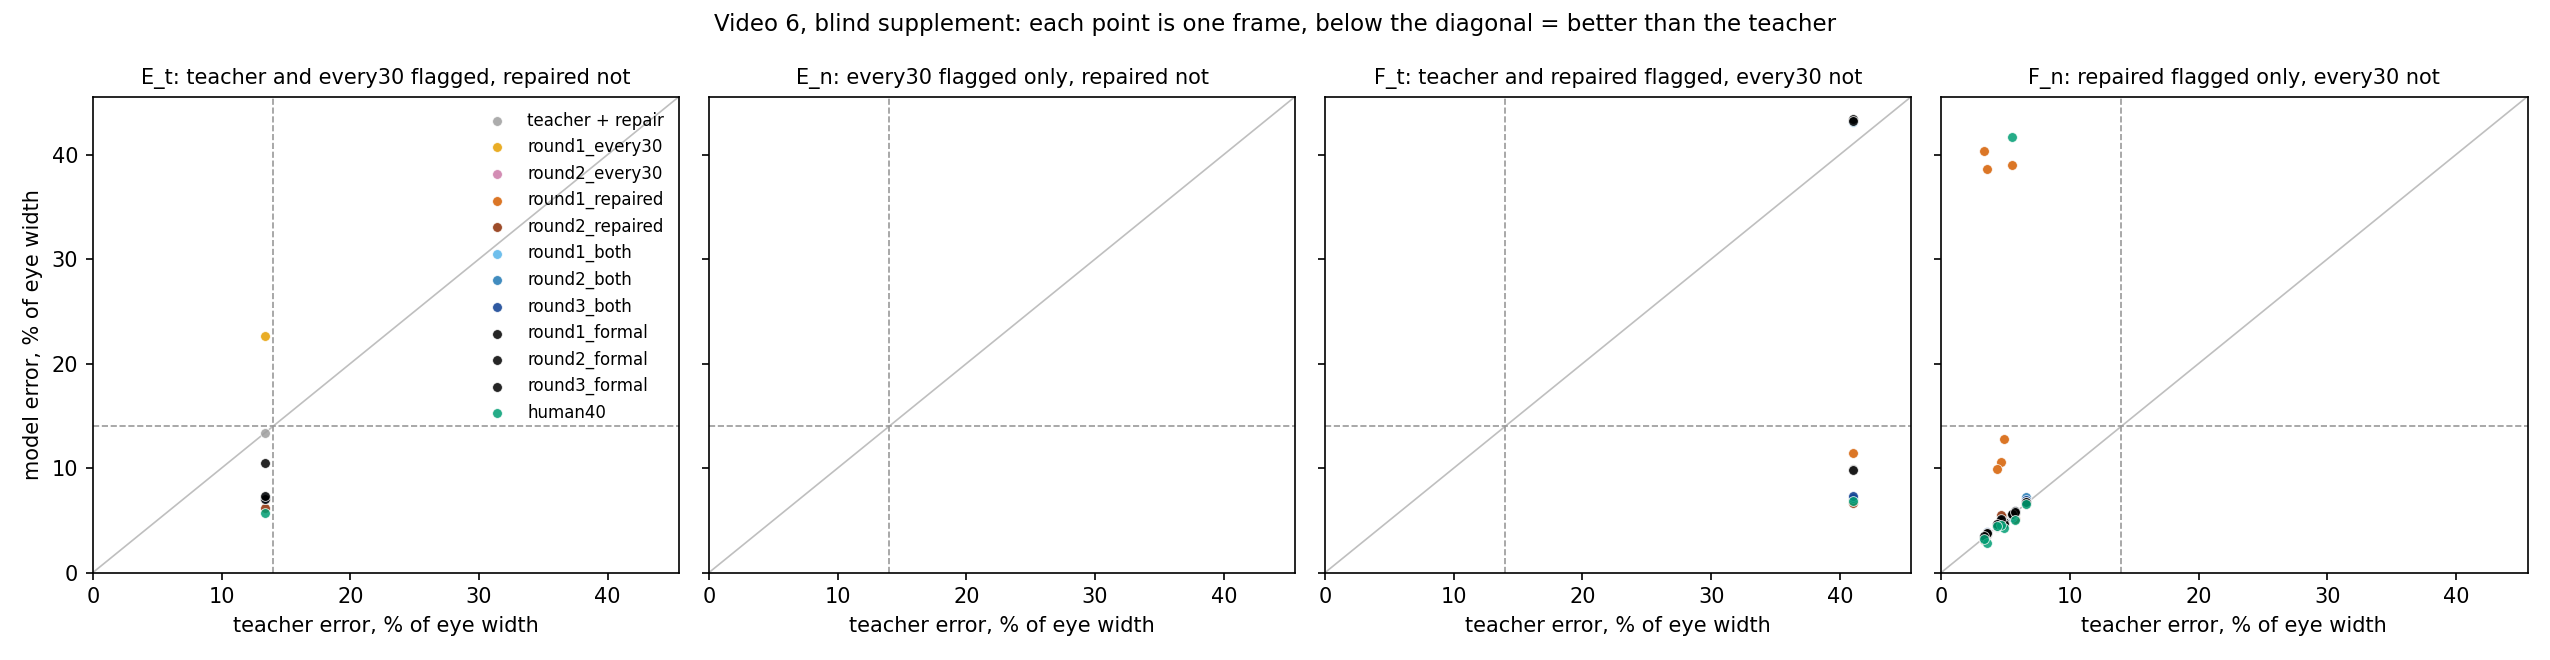 Video 6, blind supplement: each point is one frame, below the diagonal = better than the teacher
E_t: teacher and every30 flagged, repaired not
E_n: every30 flagged only, repaired not
F_t: teacher and repaired flagged, every30 not
F_n: repaired flagged only, every30 not
model error, % of eye width
40
30
20
10
0
teacher + repair
round1_every30
round2_every30
round1_repaired
round2_repaired
round1_both
round2_both
round3_both
round1_formal
round2_formal
round3_formal
human40
0 10 20 30 40
0 10 20 30 40
0 10 20 30 40
0 10 20 30 40
teacher error, % of eye width
teacher error, % of eye width
teacher error, % of eye width
teacher error, % of eye width